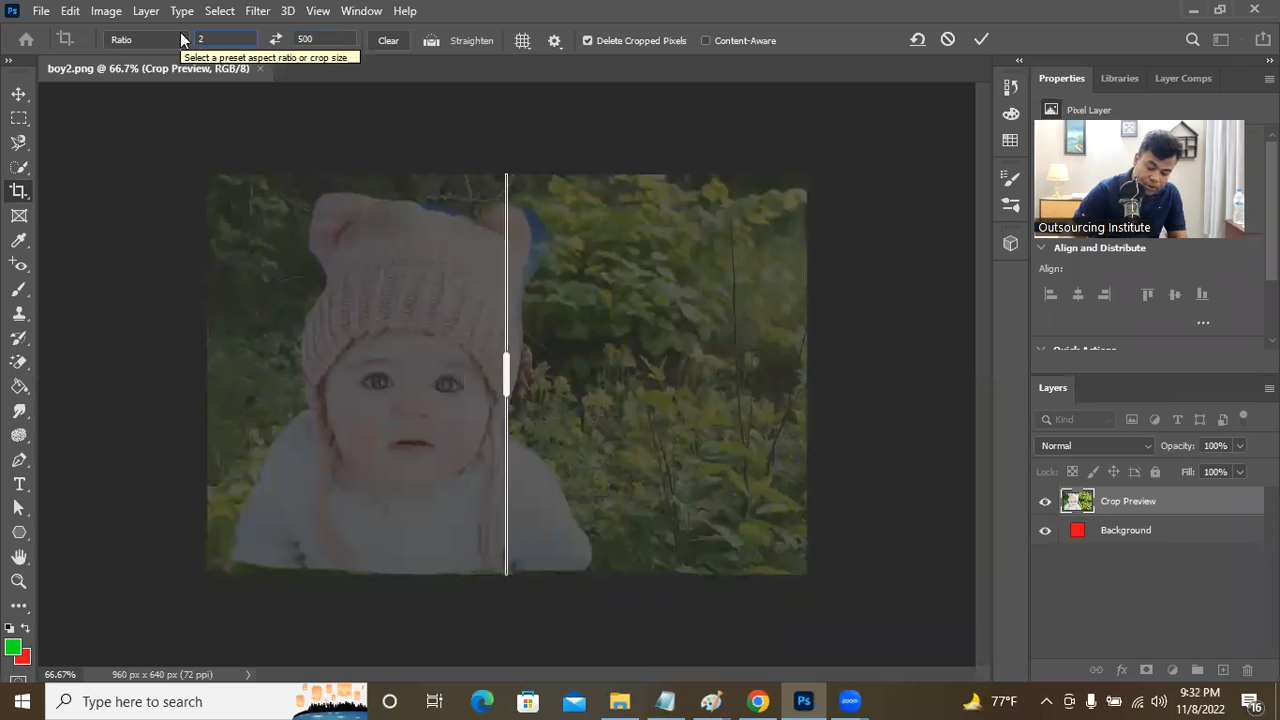 Ps File Edit Image Layer Type Select Filter 3D View Window Help
Ratio 2 500 Clear Straighten Delete Cropped Pixels Content-Aware
Select a preset aspect ratio or crop size
boy2.png @ 66.7% (Crop Preview, RGB/8)
Properties Libraries Layer Comps
Pixel Layer
Outsourcing Institute
Align and Distribute
Align:
Quick Actions
Layers
Kind
Normal Opacity: 100%
Lock: Fill: 100%
Crop Preview
Background
66.67% 960 px x 640 px (72 ppi)
Type here to search
Ps zoom 77°F 9:32 PM
11/8/2022 16